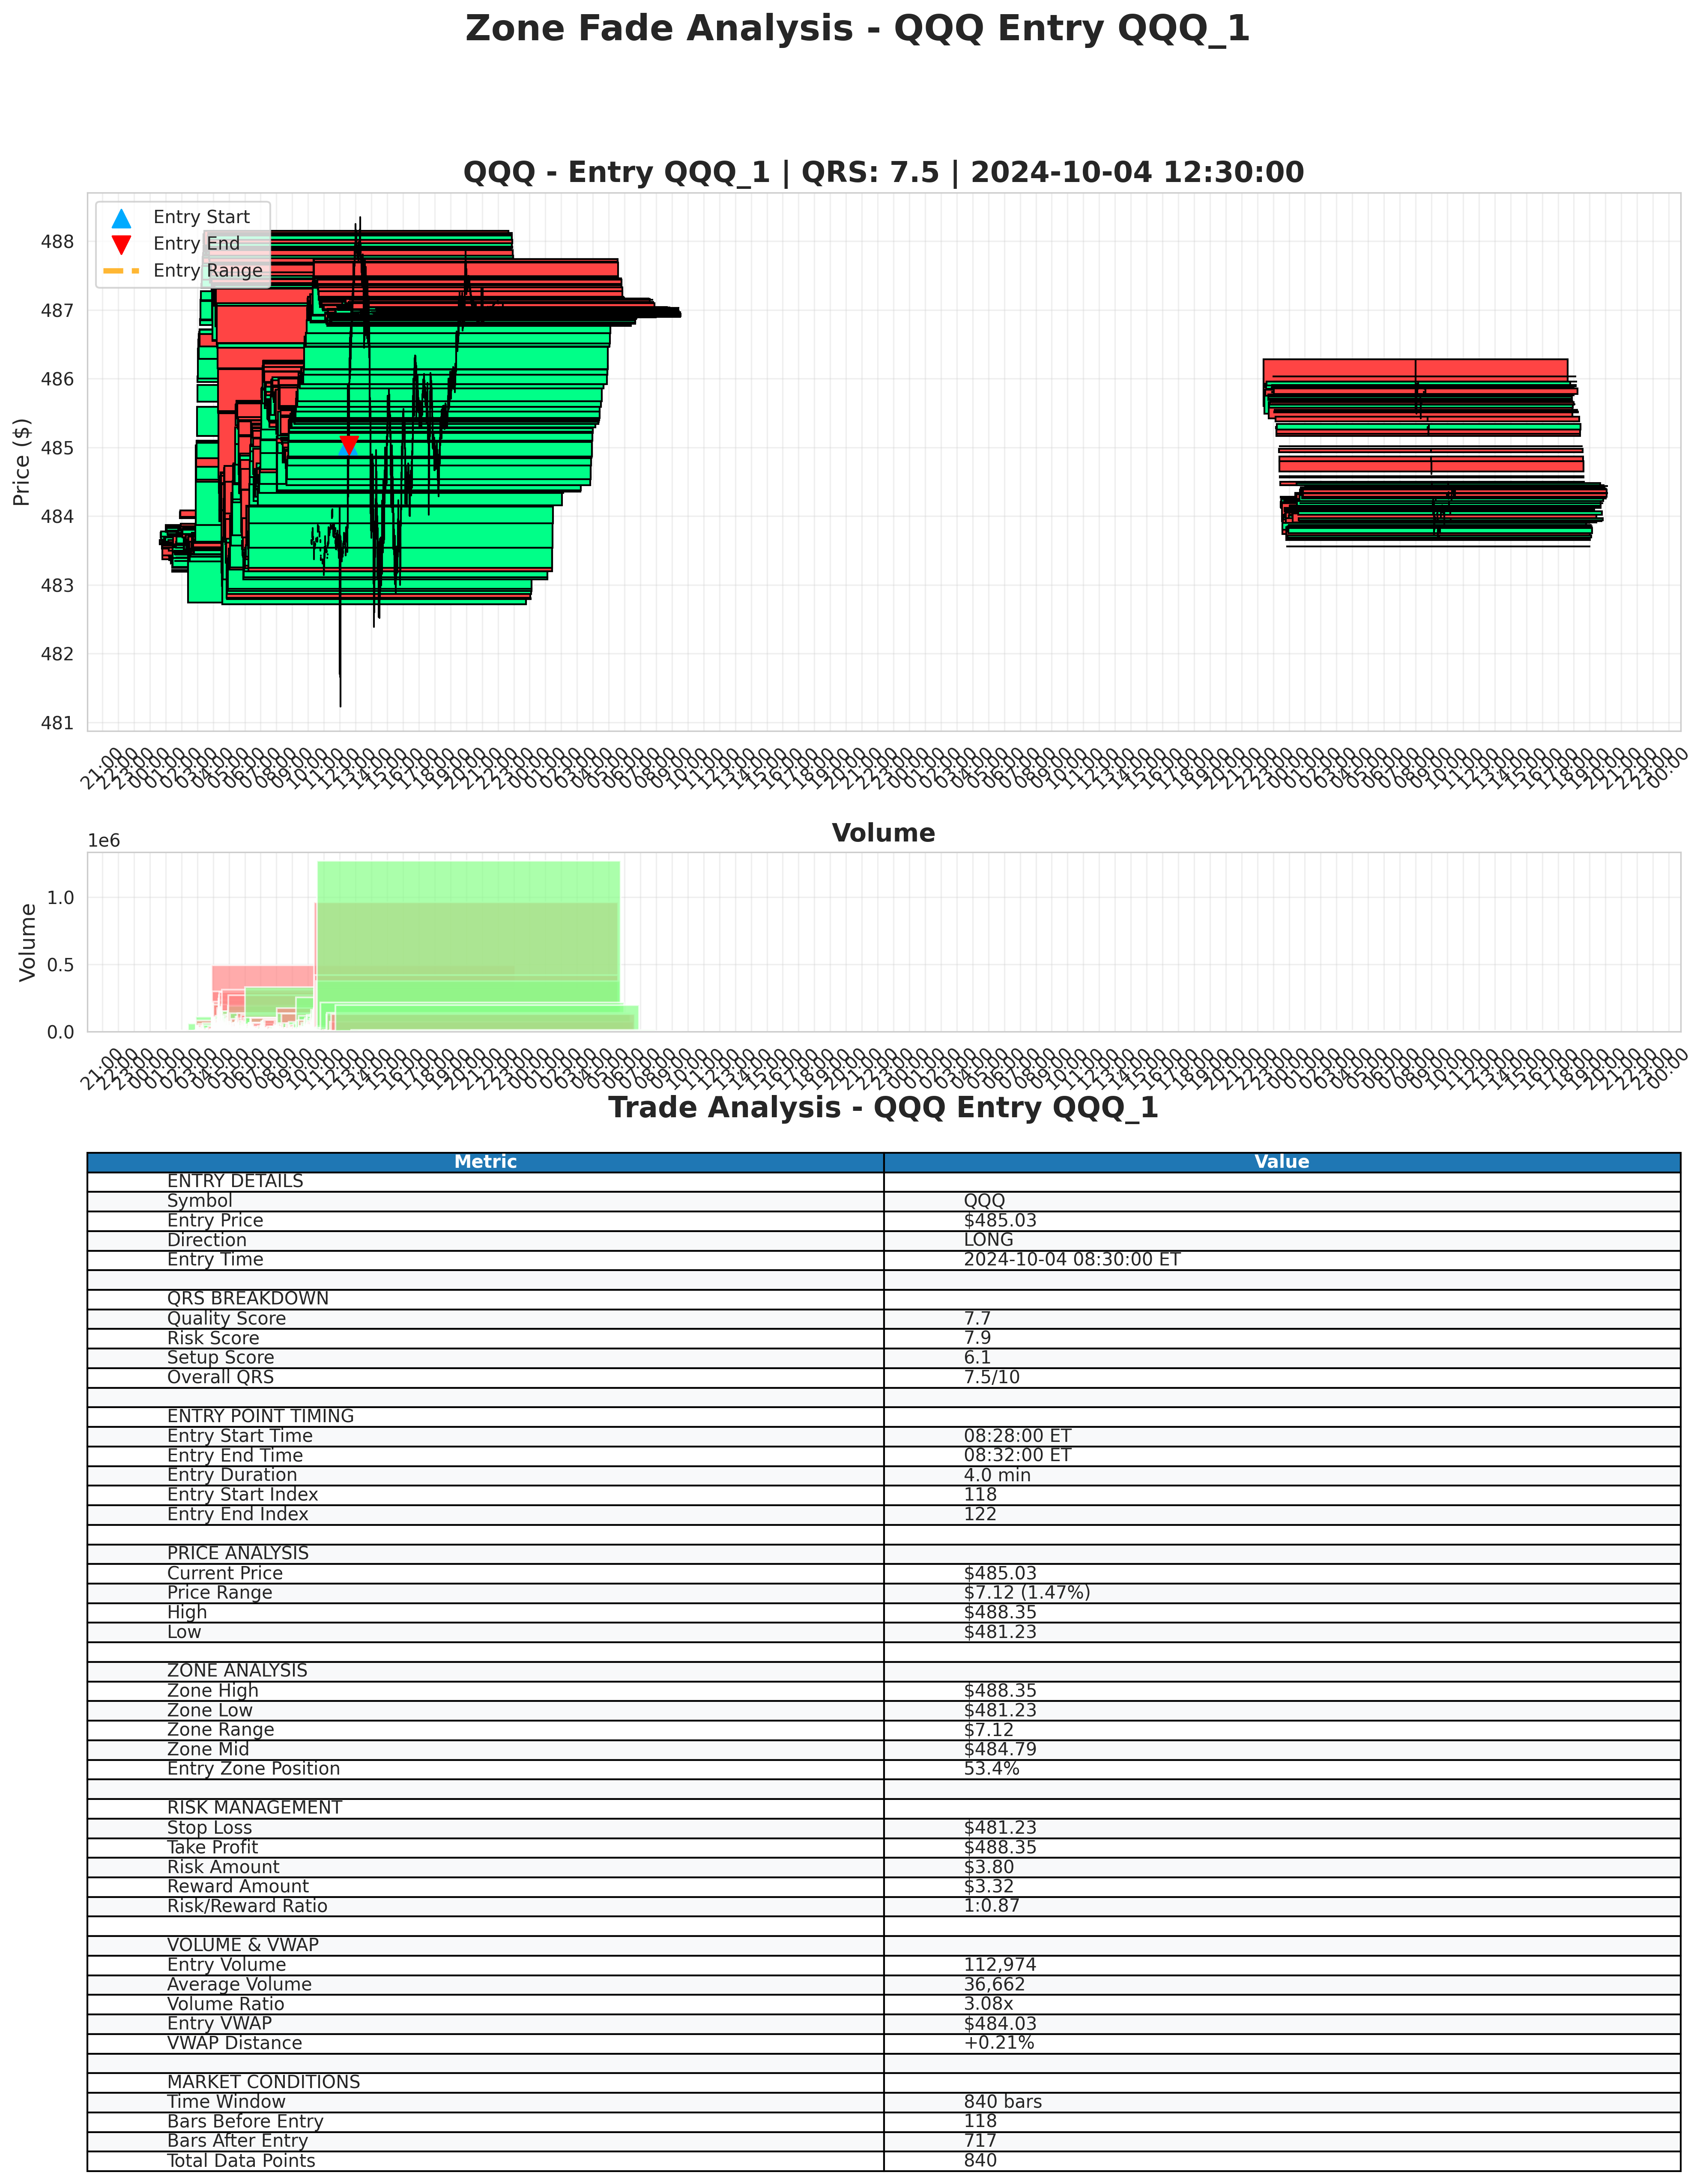 Zone Fade Analysis - QQQ Entry QQQ_1
QQQ - Entry QQQ_1 | QRS: 7.5 | 2024-10-04 12:30:00
Entry Start
Entry End
Entry Range
Price ($)
488
487
486
485
484
483
482
481
Volume
1e6
Volume
1.0
0.5
0.0
Trade Analysis - QQQ Entry QQQ_1
Metric Value
ENTRY DETAILS
Symbol QQQ
Entry Price $485.03
Direction LONG
Entry Time 2024-10-04 08:30:00 ET
QRS BREAKDOWN
Quality Score 7.7
Risk Score 7.9
Setup Score 6.1
Overall QRS 7.5/10
ENTRY POINT TIMING
Entry Start Time 08:28:00 ET
Entry End Time 08:32:00 ET
Entry Duration 4.0 min
Entry Start Index 118
Entry End Index 122
PRICE ANALYSIS
Current Price $485.03
Price Range $7.12 (1.47%)
High $488.35
Low $481.23
ZONE ANALYSIS
Zone High $488.35
Zone Low $481.23
Zone Range $7.12
Zone Mid $484.79
Entry Zone Position 53.4%
RISK MANAGEMENT
Stop Loss $481.23
Take Profit $488.35
Risk Amount $3.80
Reward Amount $3.32
Risk/Reward Ratio 1:0.87
VOLUME & VWAP
Entry Volume 112,974
Average Volume 36,662
Volume Ratio 3.08x
Entry VWAP $484.03
VWAP Distance +0.21%
MARKET CONDITIONS
Time Window 840 bars
Bars Before Entry 118
Bars After Entry 717
Total Data Points 840